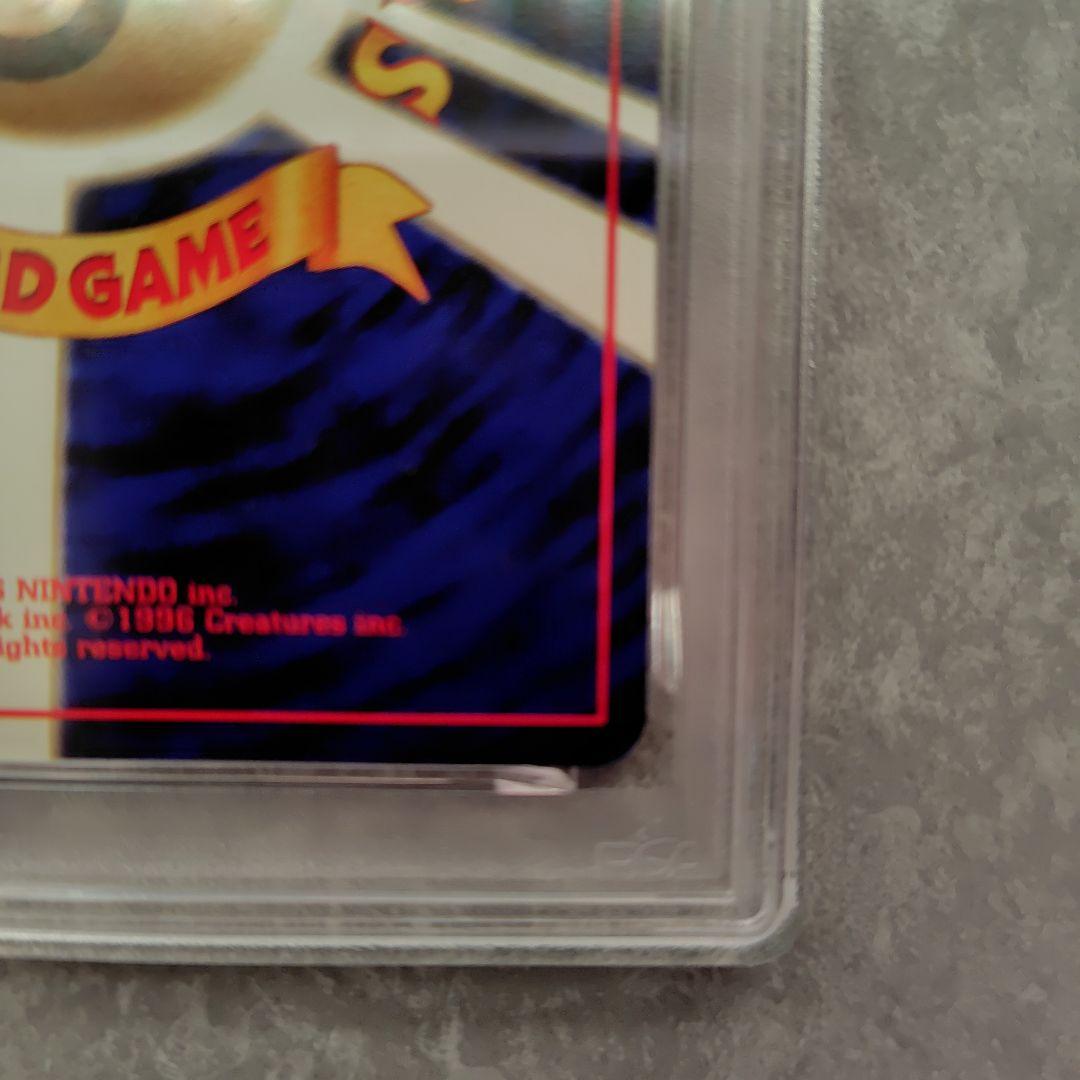 S
D GAME
S NINTENDO inc.
k inc. ©1996 Creatures inc.
ights reserved.